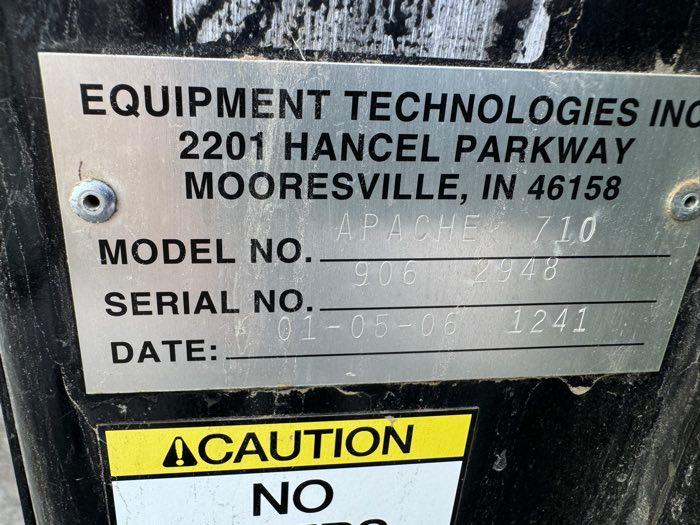 EQUIPMENT TECHNOLOGIES INC
2201 HANCEL PARKWAY
MOORESVILLE, IN 46158
MODEL NO. APACHE 710
SERIAL NO. 906 2948
DATE: 01-05-06 1241
CAUTION
NO